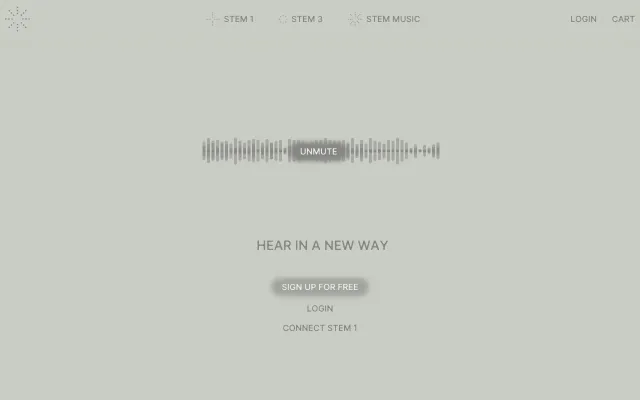 STEM 1 STEM 3 STEM MUSIC LOGIN CART
UNMUTE
HEAR IN A NEW WAY
SIGN UP FOR FREE
LOGIN
CONNECT STEM 1